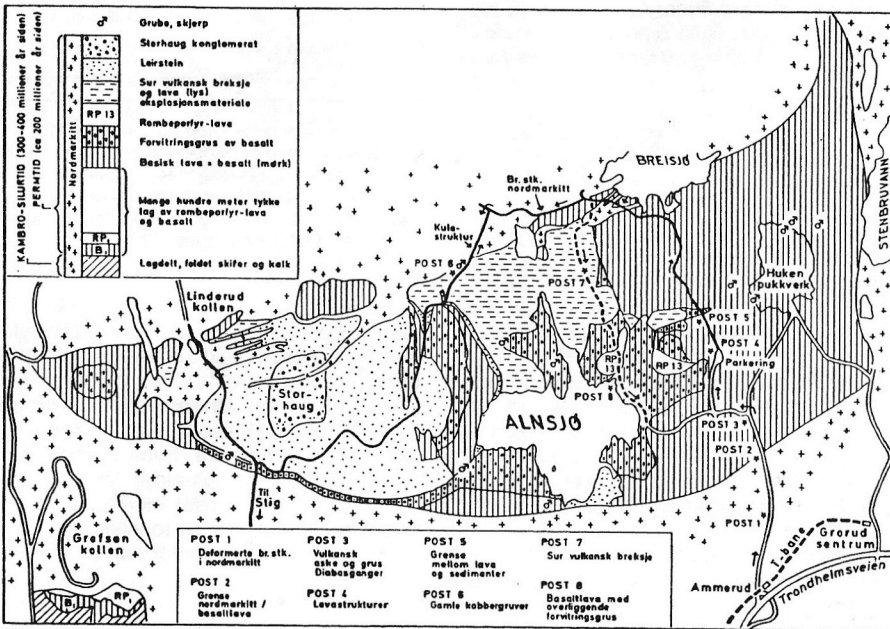 Grube, skjerp
Storhaug konglomerat
Leirstein
Sur vulkansk breksje
og lava (lys)
eksplosjonsmateriale
RP 13
Rombeporfyr-lava
Forvitringsgrus av basalt
Basisk lava = basalt (mørk)
Mange hundre meter tykke
lag av rombeporfyr-lava
og basalt
RP₁
B₁
Lagdelt, foldet skifer og kalk
KAMBRO-SILURTID (300-400 millioner år siden)
PERMTID (ca 200 millioner år siden)
Nordmarkitt
BREISJØ
Br. stk.
nordmarkitt
Kule-
struktur
POST 6
POST 7
STENBRUVANN
Huken
pukkverk
Linderud
kollen
POST 5
POST 4
Parkering
RP
13
RP 13
Stor-
haug
POST 8
ALNSJØ
POST 3
POST 2
Til
Stig
POST 1
Grefsen
kollen
B₁
RP₁
T-bane
Grorud
sentrum
Ammerud
Trondheimsveien
POST 1
Deformerte br. stk.
i nordmarkitt
POST 2
Grense
nordmarkitt /
basaltlava
POST 3
Vulkansk
aske og grus
Diabasganger
POST 4
Lavastrukturer
POST 5
Grense
mellom lava
og sedimenter
POST 6
Gamle kobbergruver
POST 7
Sur vulkansk breksje
POST 8
Basaltlava med
overliggende
forvitringsgrus